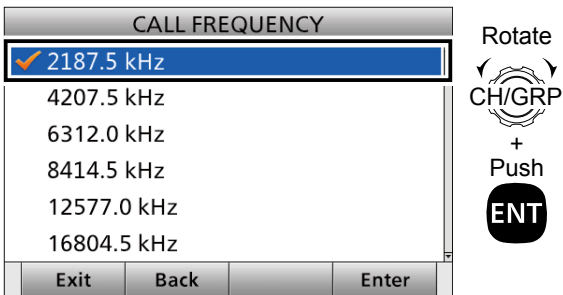 CALL FREQUENCY
2187.5 kHz
4207.5 kHz
6312.0 kHz
8414.5 kHz
12577.0 kHz
16804.5 kHz
Exit Back Enter
Rotate
CH/GRP
+
Push
ENT